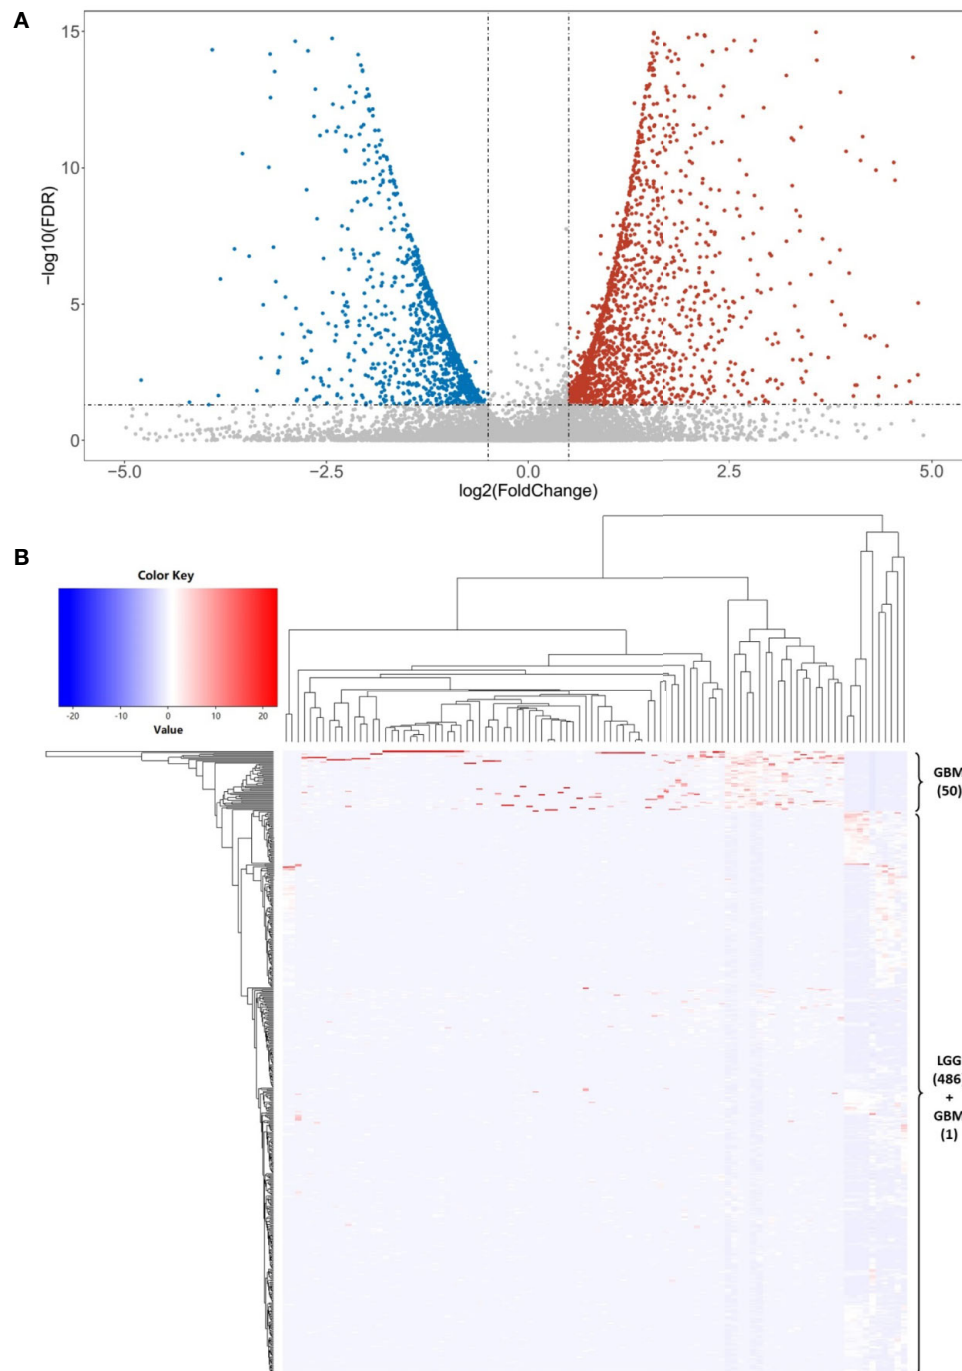 A
15
10
5
0
−log10(FDR)
-5.0
-2.5
0.0
2.5
5.0
log2(FoldChange)
B
Color Key
-20
-10
0
10
20
Value
GBM
(50)
LGG
(486)
+
GBM
(1)